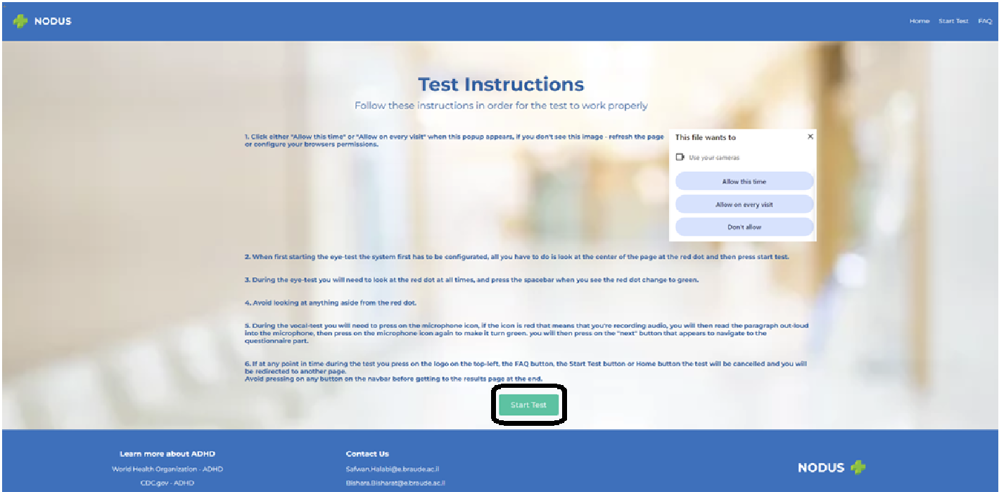 NODUS
Home Start Test FAQ
Test Instructions
Follow these instructions in order for the test to work properly
1. Click either "Allow this time" or "Allow on every visit" when this popup appears, if you don't see this image - refresh the page
or configure your browsers permissions.
This file wants to
Use your cameras
Allow this time
Allow on every visit
Don't allow
2. When first starting the eye-test the system first has to be configurated, all you have to do is look at the center of the page at the red dot and then press start test.
3. During the eye-test you will need to look at the red dot at all times, and press the spacebar when you see the red dot change to green.
4. Avoid looking at anything aside from the red dot.
5. During the vocal-test you will need to press on the microphone icon, if the icon is red that means that you're recording audio, you will then read the paragraph out-loud
into the microphone, then press on the microphone icon again to make it turn green. you will then press on the "next" button that appears to navigate to the
questionnaire part.
6. If at any point in time during the test you press on the logo on the top-left, the FAQ button, the Start Test button or Home button the test will be cancelled and you will
be redirected to another page.
Avoid pressing on any button on the navbar before getting to the results page at the end.
Start Test
Learn more about ADHD
World Health Organization - ADHD
CDC.gov - ADHD
Contact Us
Safwan.Halabi@e.braude.ac.il
Bishara.Bisharat@e.braude.ac.il
NODUS